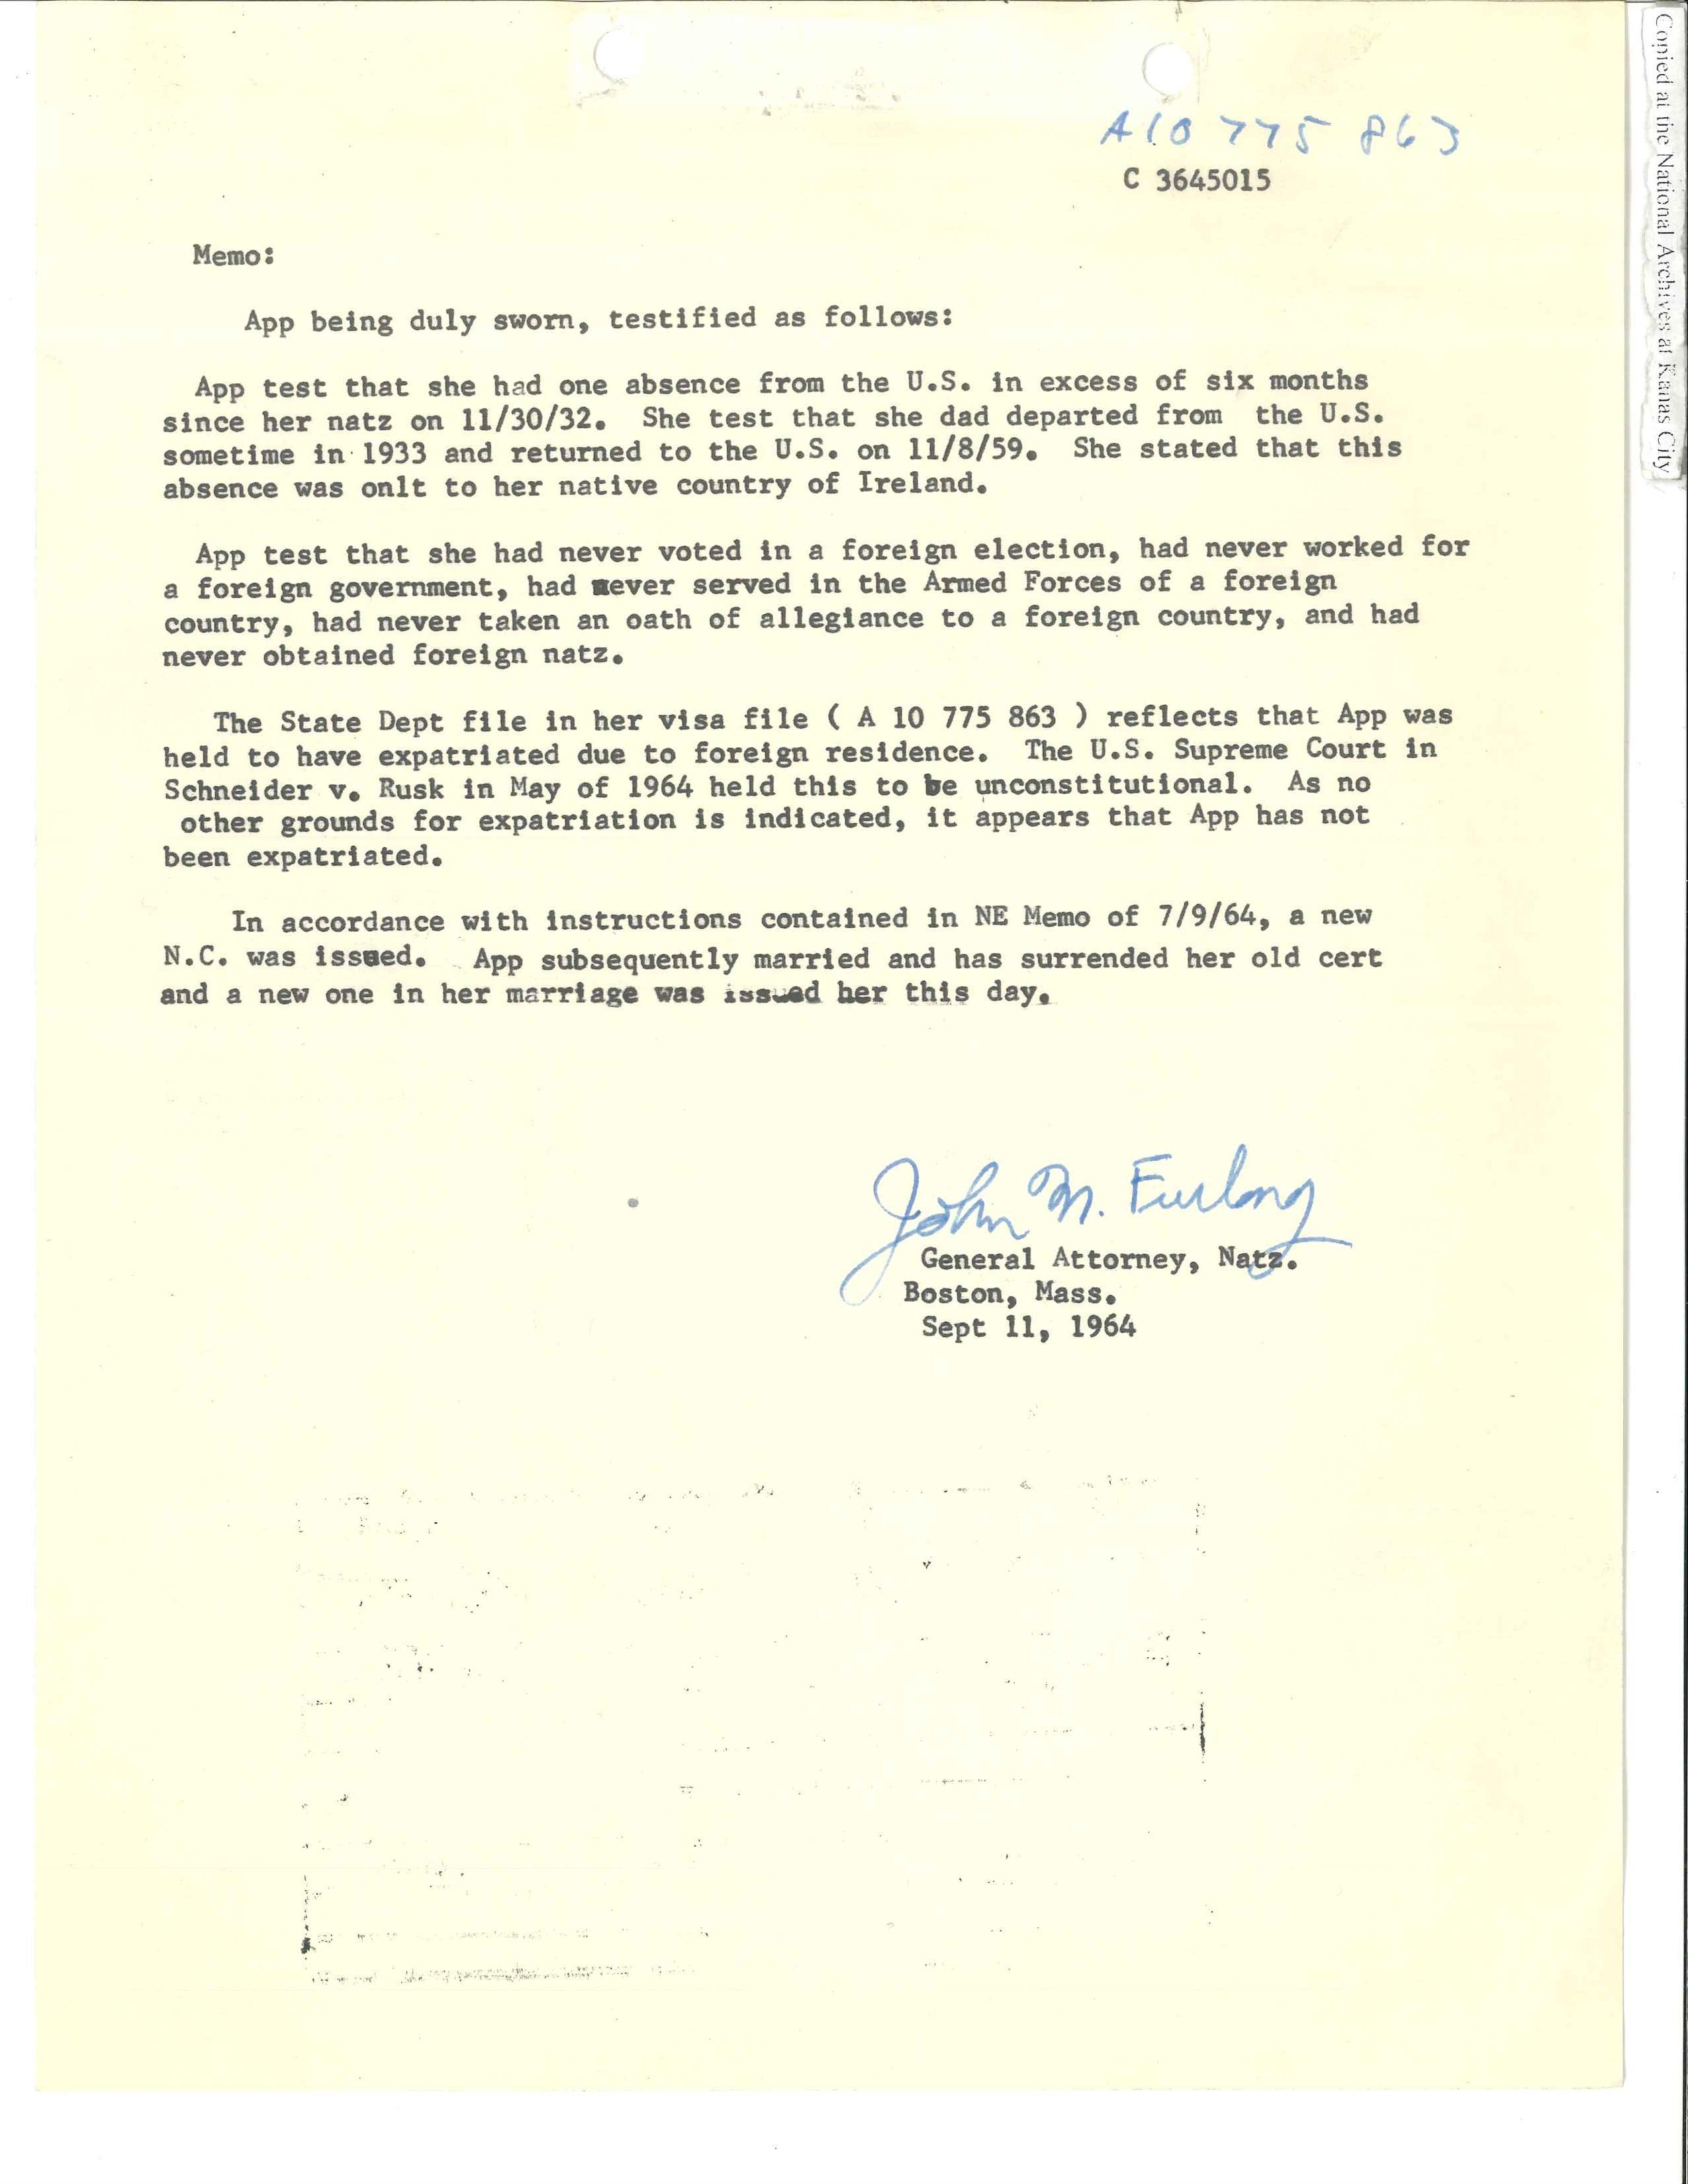 A10 775 863
C 3645015
Memo:
App being duly sworn, testified as follows:
App test that she had one absence from the U.S. in excess of six months
since her natz on 11/30/32. She test that she dad departed from the U.S.
sometime in 1933 and returned to the U.S. on 11/8/59. She stated that this
absence was onlt to her native country of Ireland.
App test that she had never voted in a foreign election, had never worked for
a foreign government, had never served in the Armed Forces of a foreign
country, had never taken an oath of allegiance to a foreign country, and had
never obtained foreign natz.
The State Dept file in her visa file ( A 10 775 863 ) reflects that App was
held to have expatriated due to foreign residence. The U.S. Supreme Court in
Schneider v. Rusk in May of 1964 held this to be unconstitutional. As no
other grounds for expatriation is indicated, it appears that App has not
been expatriated.
In accordance with instructions contained in NE Memo of 7/9/64, a new
N.C. was issued. App subsequently married and has surrended her old cert
and a new one in her marriage was issued her this day.
John M. Furlong
General Attorney, Natz.
Boston, Mass.
Sept 11, 1964
Copied at the National Archives at Kanas City